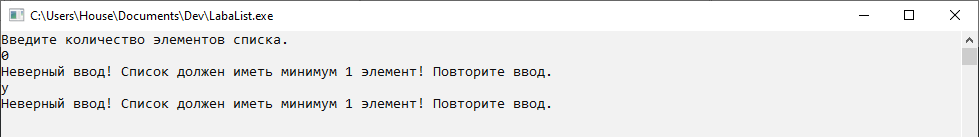 C:\Users\House\Documents\Dev\LabaList.exe
Введите количество элементов списка.
0
Неверный ввод! Список должен иметь минимум 1 элемент! Повторите ввод.
y
Неверный ввод! Список должен иметь минимум 1 элемент! Повторите ввод.